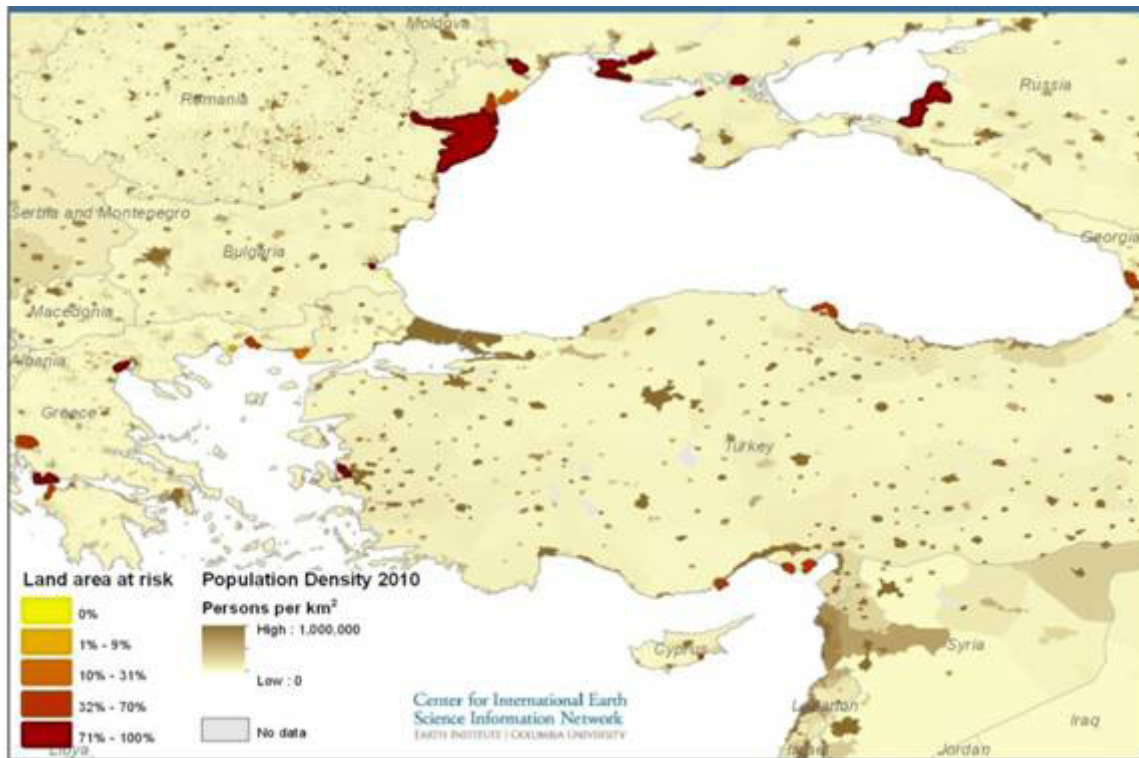 Moldova
Romania
Russia
Serbia and Montenegro
Bulgaria
Georgia
Macedonia
Albania
Greece
Turkey
Land area at risk
0%
1% - 9%
10% - 31%
32% - 70%
71% - 100%
Population Density 2010
Persons per km²
High : 1,000,000
Low : 0
No data
Cyprus
Syria
Center for International Earth
Science Information Network
EARTH INSTITUTE | COLUMBIA UNIVERSITY
Lebanon
Iraq
Israel
Jordan
Libya